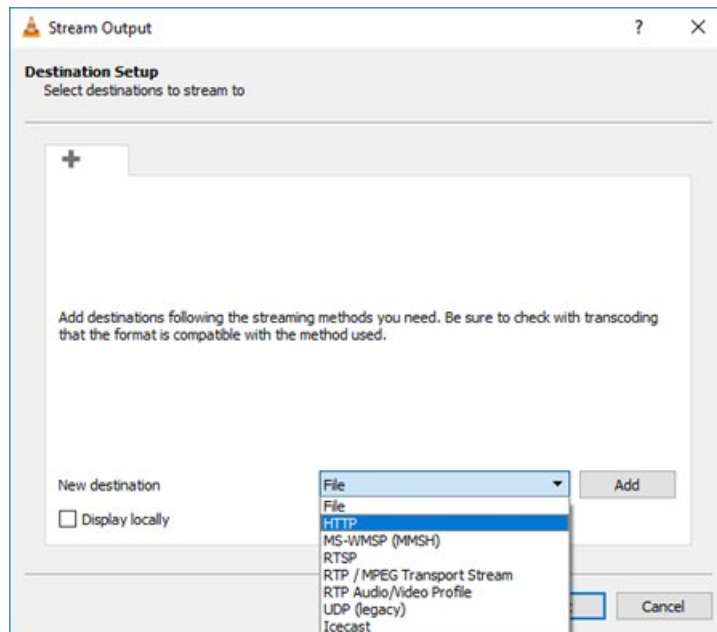 Stream Output
Destination Setup
Select destinations to stream to
Add destinations following the streaming methods you need. Be sure to check with transcoding
that the format is compatible with the method used.
New destination
File
Add
Display locally
File
HTTP
MS-WMSP (MMSH)
RTSP
RTP / MPEG Transport Stream
RTP Audio/Video Profile
UDP (legacy)
Icecast
Cancel